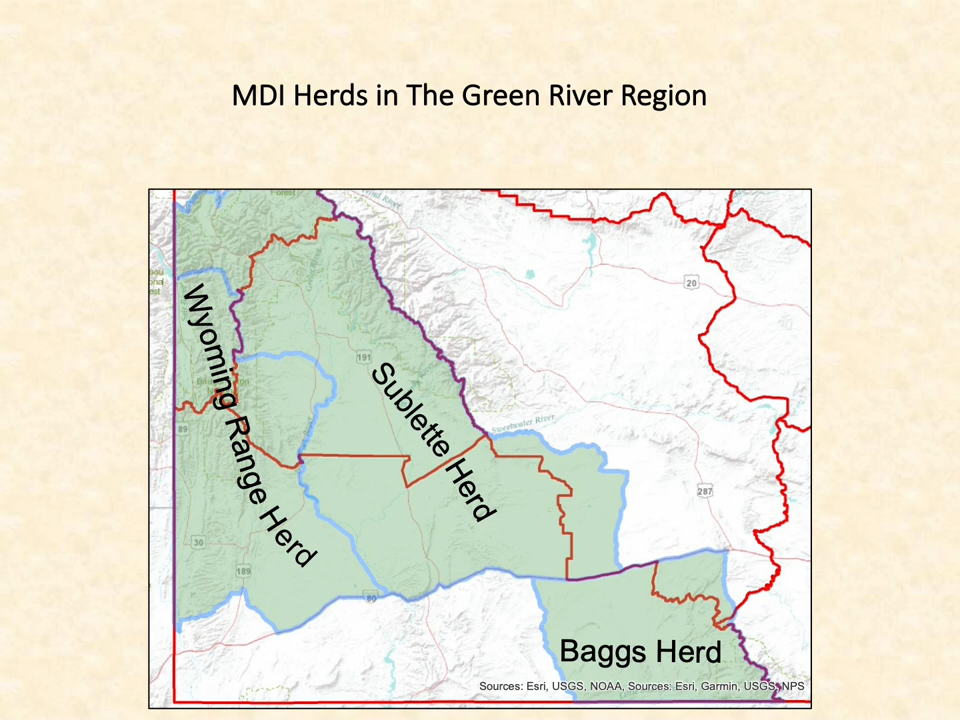 MDI Herds in The Green River Region
20
191
Wyoming Range Herd
Sublette Herd
Sweetwater River
89
287
30
189
80
Baggs Herd
Sources: Esri, USGS, NOAA, Sources: Esri, Garmin, USGS, NPS